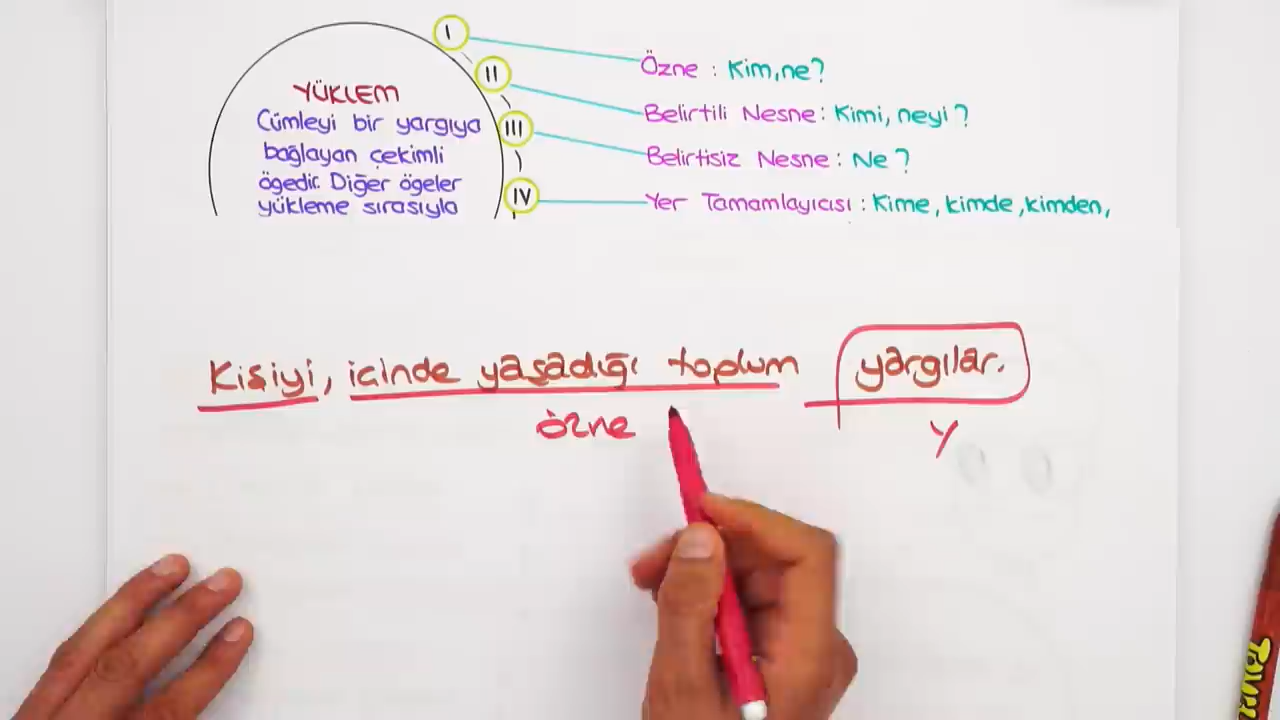 I
II
III
IV
YÜKLEM
Cümleyi bir yargıya
bağlayan çekimli
ögedir. Diğer ögeler
yükleme sırasıyla
Özne : Kim, ne?
Belirtili Nesne : Kimi, neyi?
Belirtisiz Nesne : Ne?
Yer Tamamlayıcısı : Kime, kimde, kimden,
Kişiyi, içinde yaşadığı toplum yargılar.
özne
Y